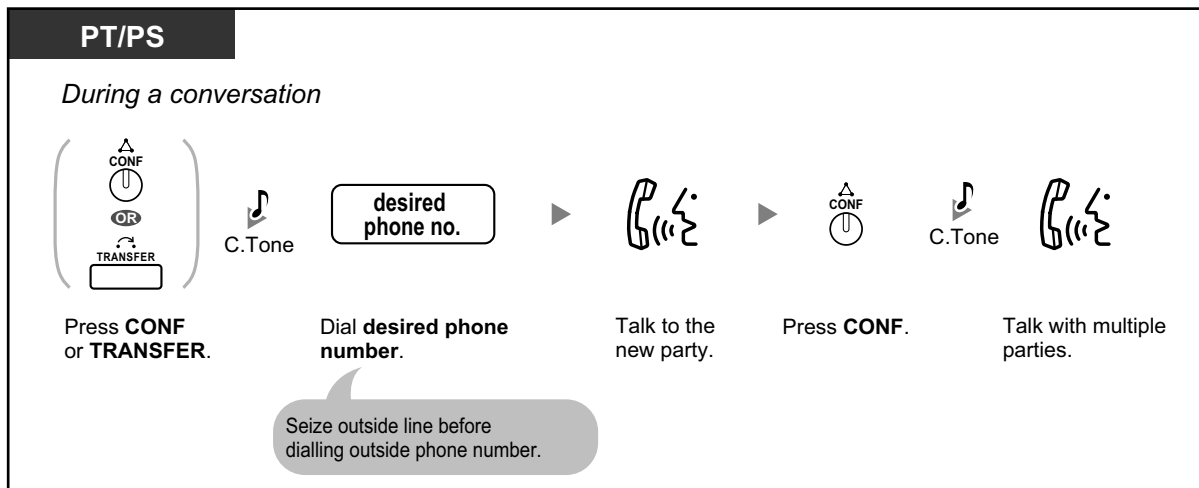 PT/PS
During a conversation
CONF
OR
TRANSFER
C.Tone
desired
phone no.
CONF
C.Tone
Press CONF
or TRANSFER.
Dial desired phone
number.
Talk to the
new party.
Press CONF.
Talk with multiple
parties.
Seize outside line before
dialling outside phone number.